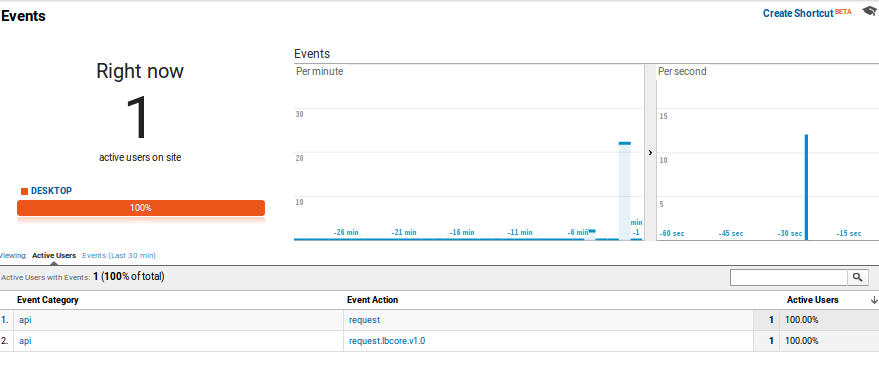 Events
Create Shortcut BETA
Right now
1
active users on site
DESKTOP
100%
Events
Per minute
Per second
30
20
10
-26 min
-21 min
-16 min
-11 min
-6 min
min
-1
15
10
5
-60 sec
-45 sec
-30 sec
-15 sec
Viewing: Active Users Events (Last 30 min)
Active Users with Events: 1 (100% of total)
Event Category Event Action Active Users
1. api request 1 100.00%
2. api request.lbcore.v1.0 1 100.00%